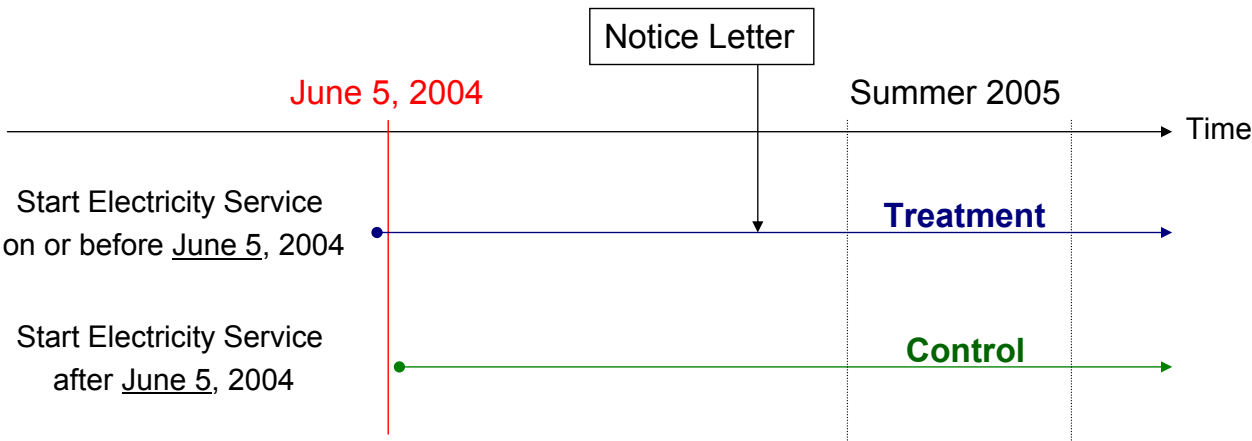 Notice Letter
June 5, 2004
Summer 2005
Time
Start Electricity Service
on or before June 5, 2004
Treatment
Start Electricity Service
after June 5, 2004
Control